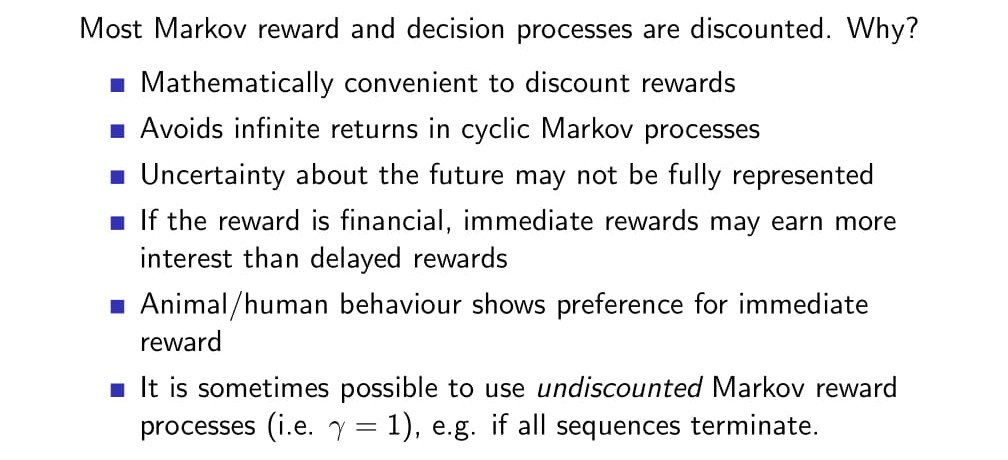 Most Markov reward and decision processes are discounted. Why?
Mathematically convenient to discount rewards
Avoids infinite returns in cyclic Markov processes
Uncertainty about the future may not be fully represented
If the reward is financial, immediate rewards may earn more
interest than delayed rewards
Animal/human behaviour shows preference for immediate
reward
It is sometimes possible to use undiscounted Markov reward
processes (i.e. γ = 1), e.g. if all sequences terminate.